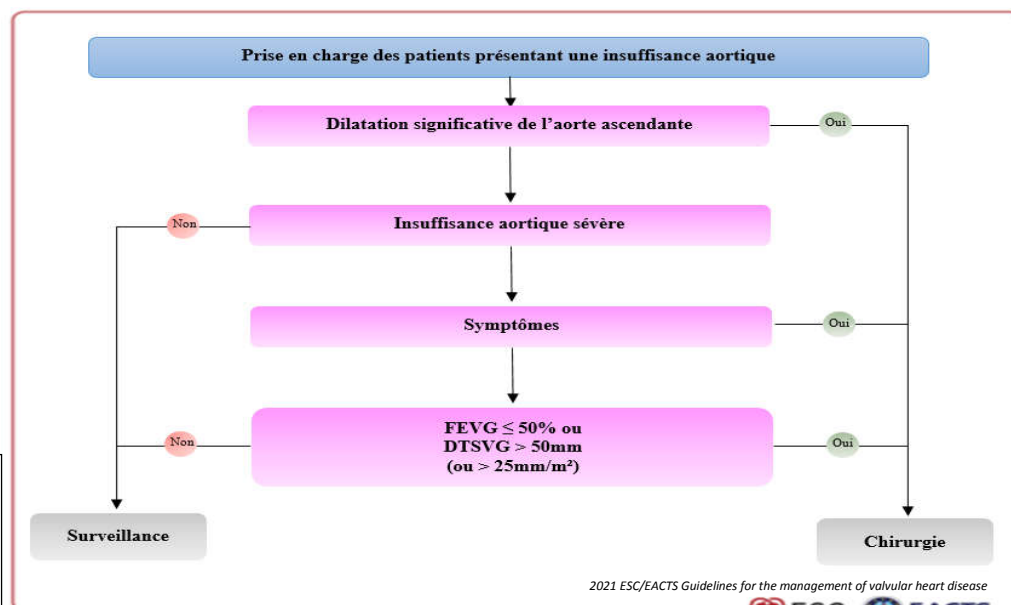 Prise en charge des patients présentant une insuffisance aortique
Dilatation significative de l'aorte ascendante
Oui
Non
Insuffisance aortique sévère
Symptômes
Oui
Non
FEVG ≤ 50% ou
DTSVG > 50mm
(ou > 25mm/m²)
Oui
Surveillance
Chirurgie
2021 ESC/EACTS Guidelines for the management of valvular heart disease
ESC
EACTS